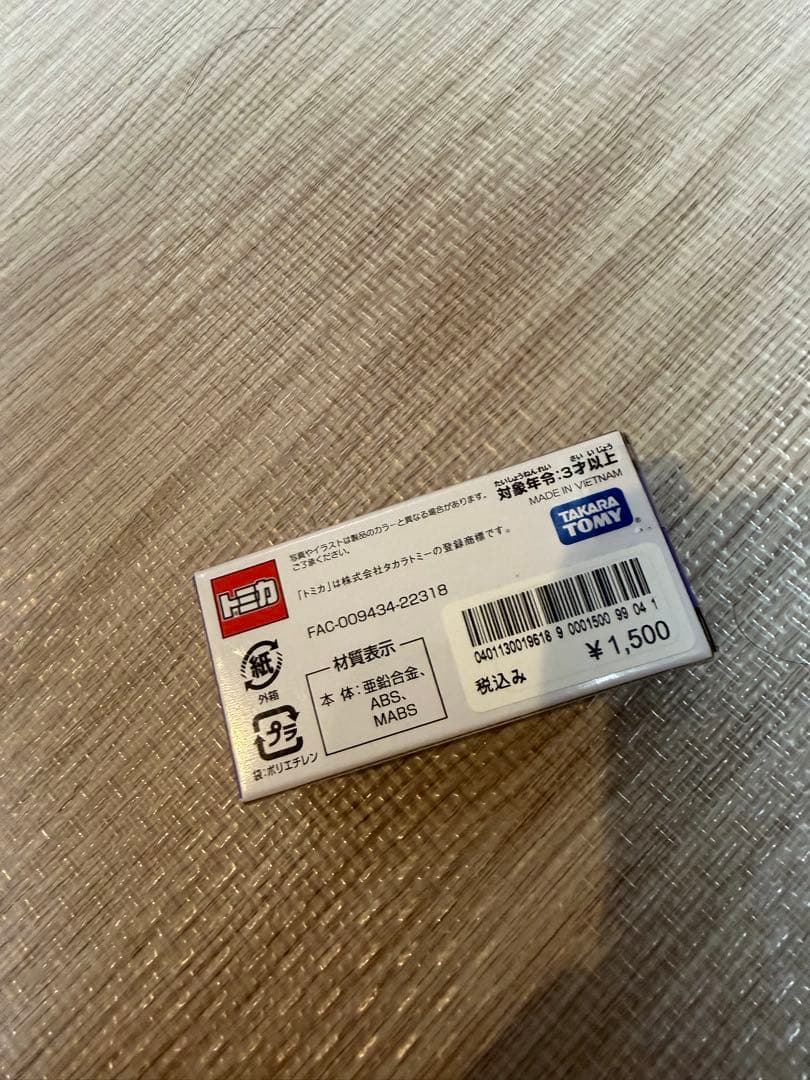 たいしょうねんれい さいいじょう
対象年令:3才以上
MADE IN VIETNAM
TAKARA
TOMY®
写真やイラストは製品のカラーと異なる場合があります。
ご了承ください。
「トミカ」は株式会社タカラトミーの登録商標です。
トミカ
FAC-009434-22318
紙
外箱
プラ
袋:ポリエチレン
材質表示
本 体:亜鉛合金、
ABS、
MABS
0401130019618 9 0001500 99 04 1
¥1,500
税込み